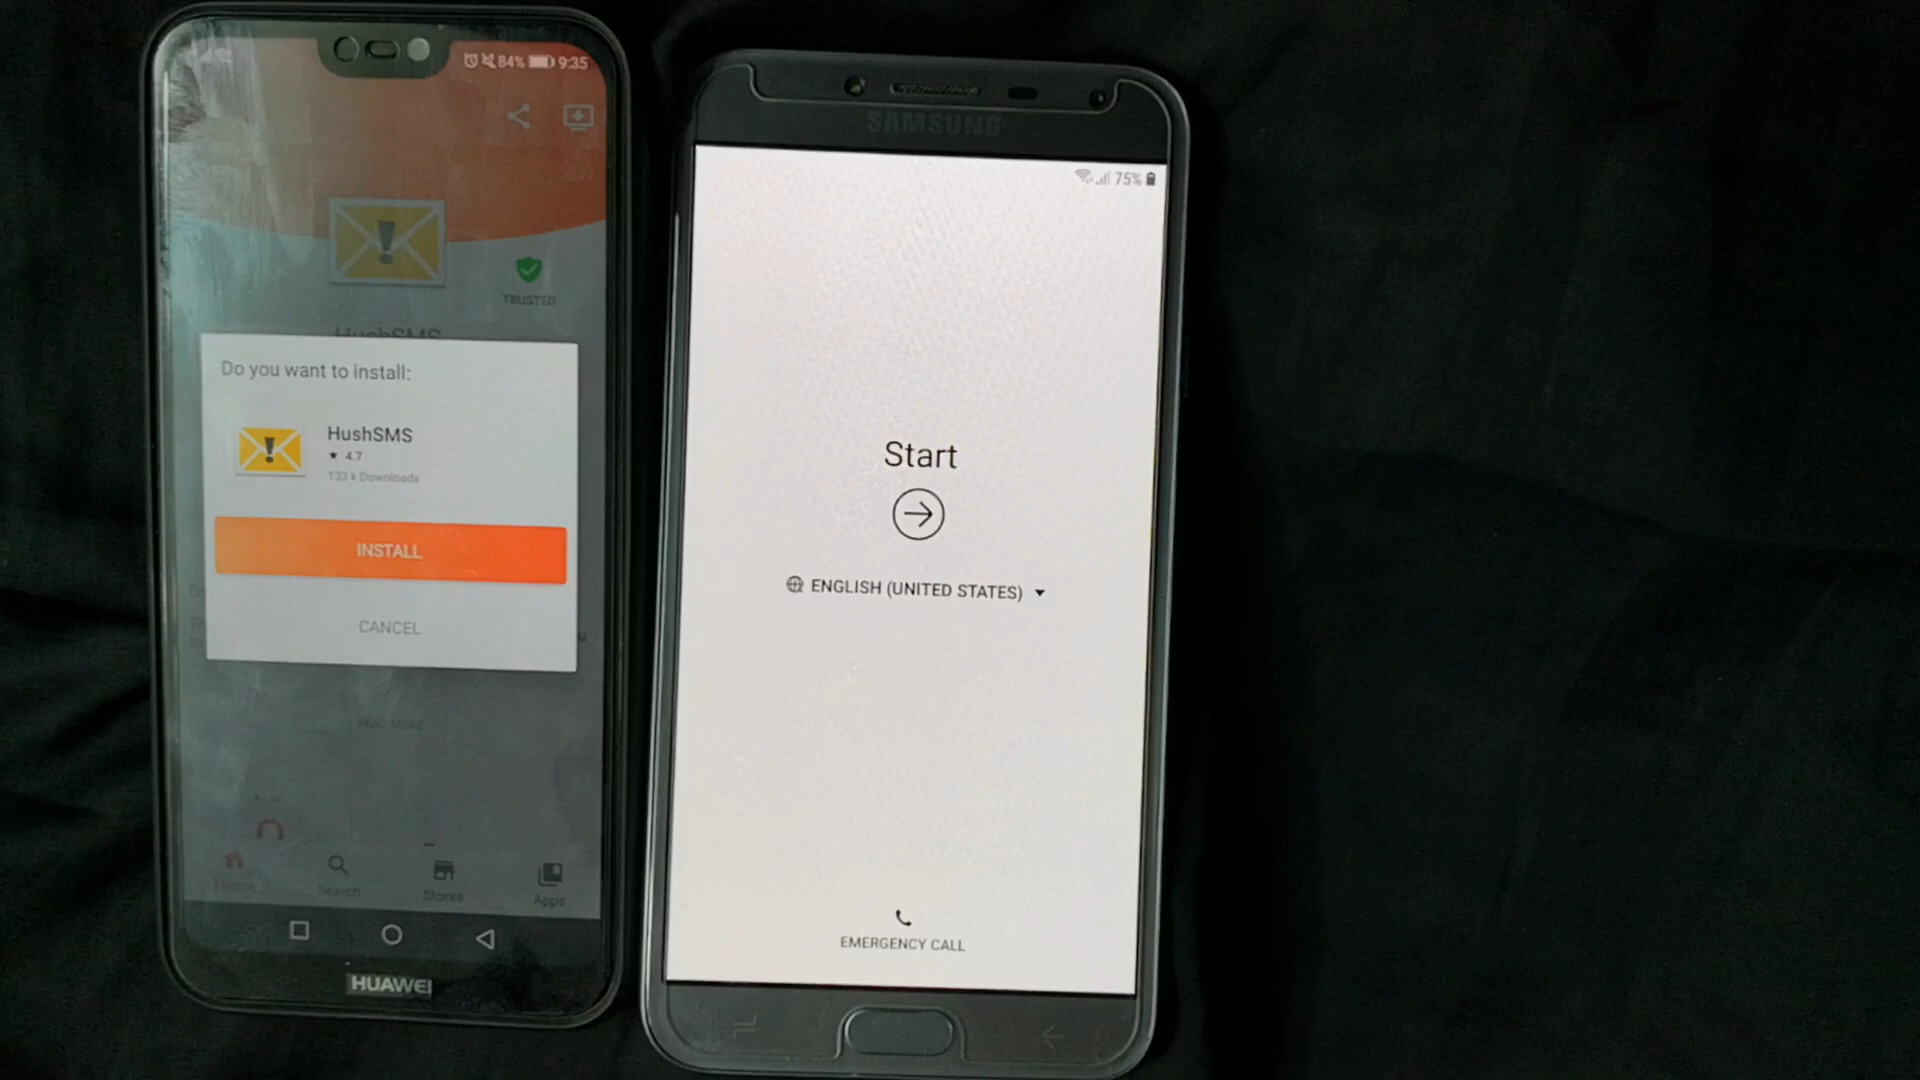 84% 9:35
TRUSTED
HushSMS
Do you want to install:
HushSMS
★ 4.7
133 k Downloads
INSTALL
CANCEL
READ MORE
Home
Search
Stores
Apps
HUAWEI
SAMSUNG
75%
Start
ENGLISH (UNITED STATES)
EMERGENCY CALL